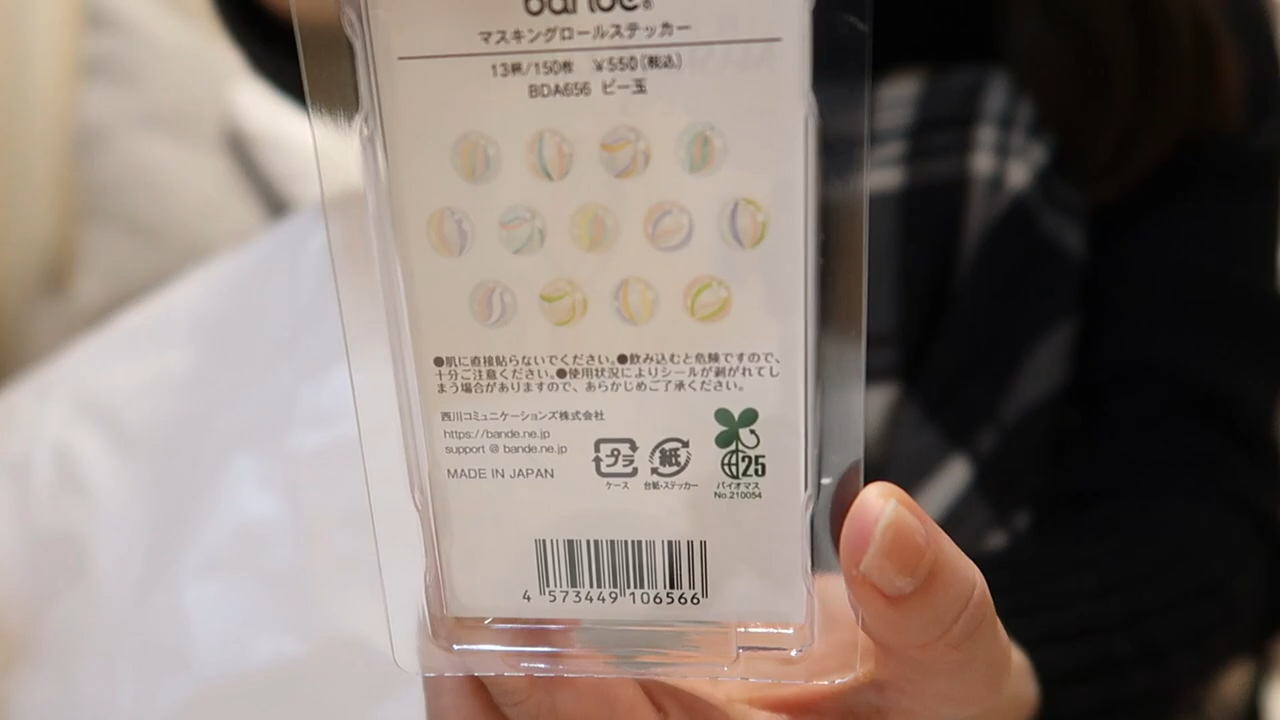 bande
マスキングロールステッカー
13柄/150枚 ¥550(税込)
BDA656 ビー玉
●肌に直接貼らないでください。●飲み込むと危険ですので、
十分ご注意ください。●使用状況によりシールが剥がれてし
まう場合がありますので、あらかじめご了承ください。
西川コミュニケーションズ株式会社
https://bande.ne.jp
support @ bande.ne.jp
MADE IN JAPAN
プラ
ケース
紙
台紙・ステッカー
25
バイオマス
No.210054
4 573449 106566